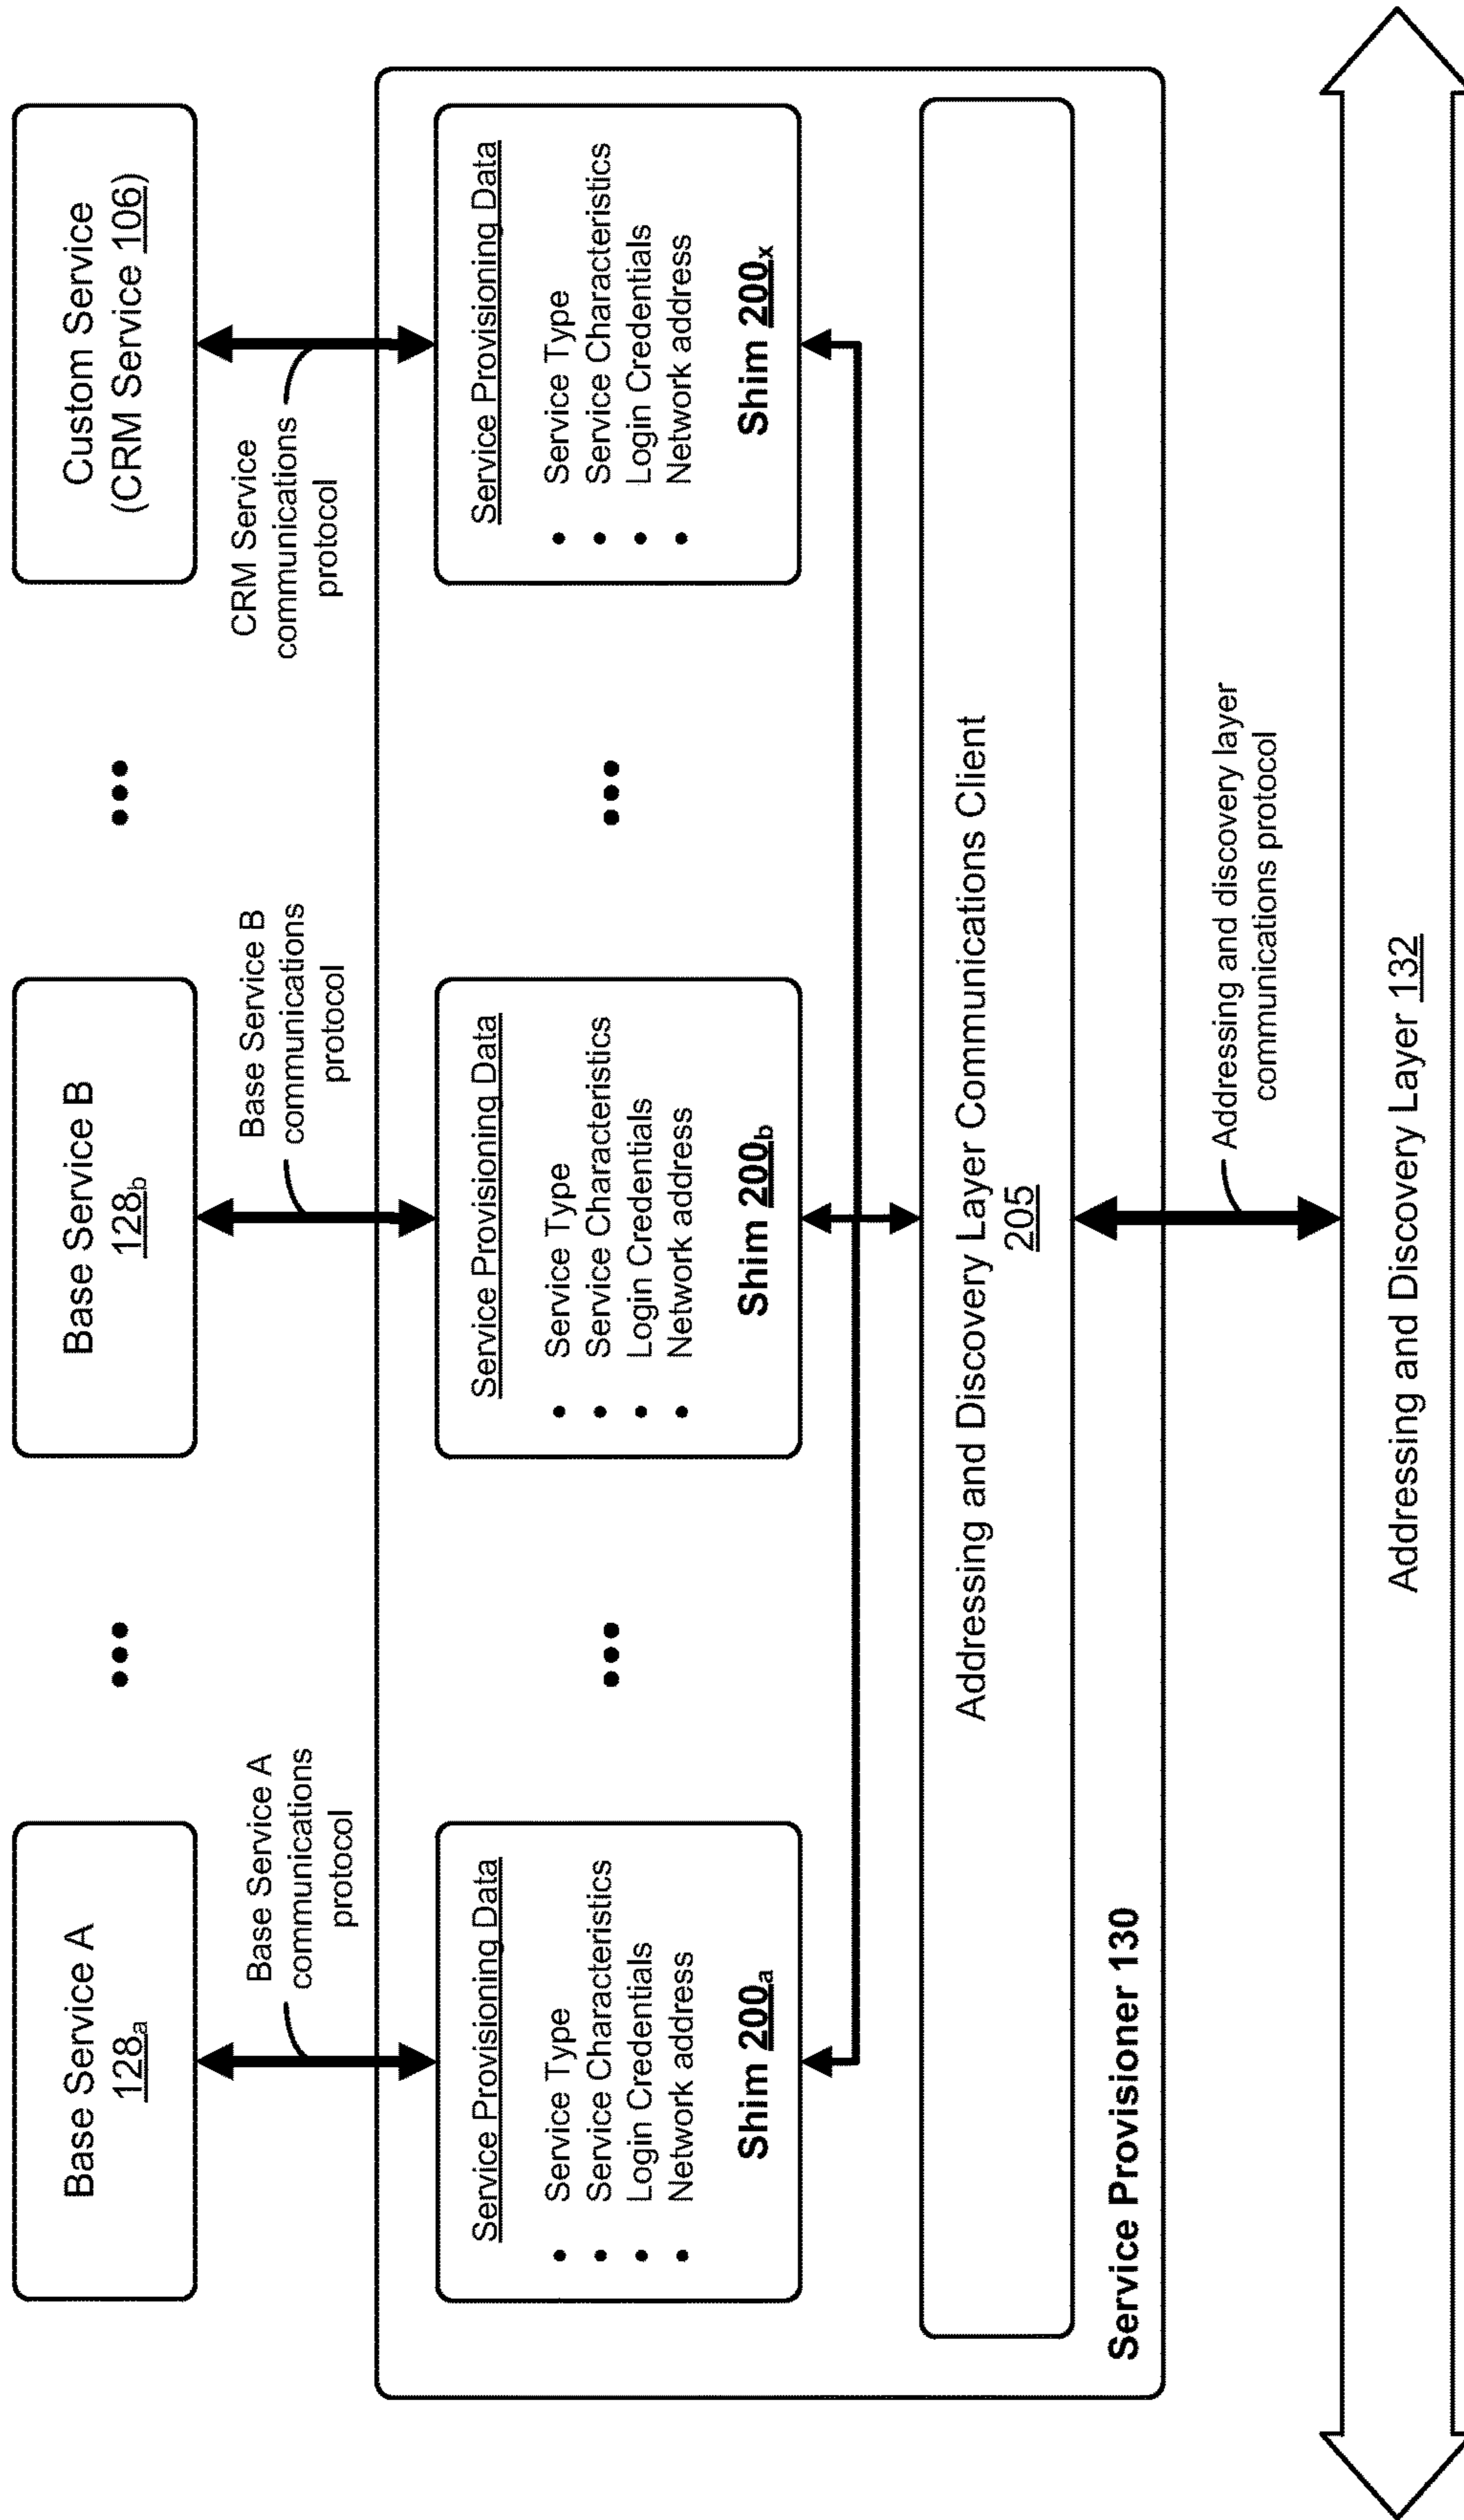 Base Service A
128a
Base Service B
128b
Custom Service
(CRM Service 106)
Base Service A
communications
protocol
Base Service B
communications
protocol
CRM Service
communications
protocol
Service Provisioning Data
• Service Type
• Service Characteristics
• Login Credentials
• Network address
Shim 200a
Service Provisioning Data
• Service Type
• Service Characteristics
• Login Credentials
• Network address
Shim 200b
Service Provisioning Data
• Service Type
• Service Characteristics
• Login Credentials
• Network address
Shim 200x
Addressing and Discovery Layer Communications Client
205
Service Provisioner 130
Addressing and discovery layer
communications protocol
Addressing and Discovery Layer 132